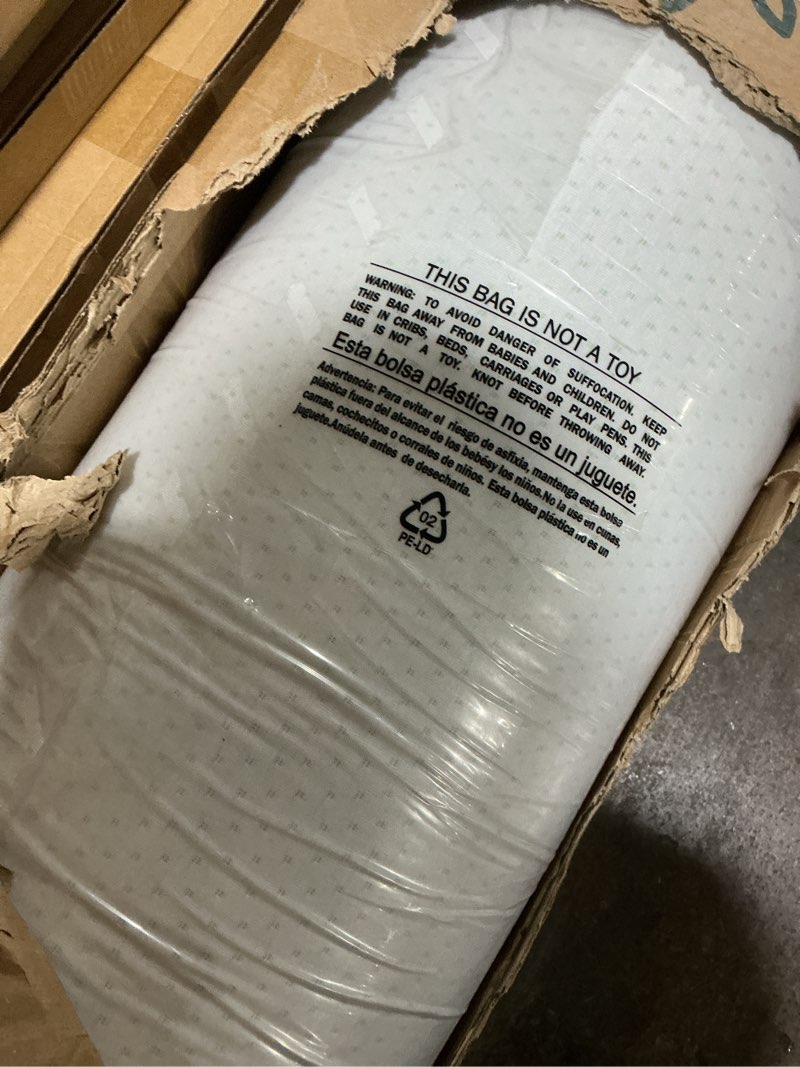 THIS BAG IS NOT A TOY
WARNING: TO AVOID DANGER OF SUFFOCATION. KEEP
THIS BAG AWAY FROM BABIES AND CHILDREN. DO NOT
USE IN CRIBS, BEDS, CARRIAGES OR PLAY PENS. THIS
BAG IS NOT A TOY. KNOT BEFORE THROWING AWAY.
Esta bolsa plástica no es un juguete.
Advertencia: Para evitar el riesgo de asfixia, mantenga esta bolsa
plástica fuera del alcance de los bebésy los niños.No la use en cunas,
camas, cochecitos o corrales de niños. Esta bolsa plástica no es un
juguete.Anúdela antes de desecharla.
02
PE-LD